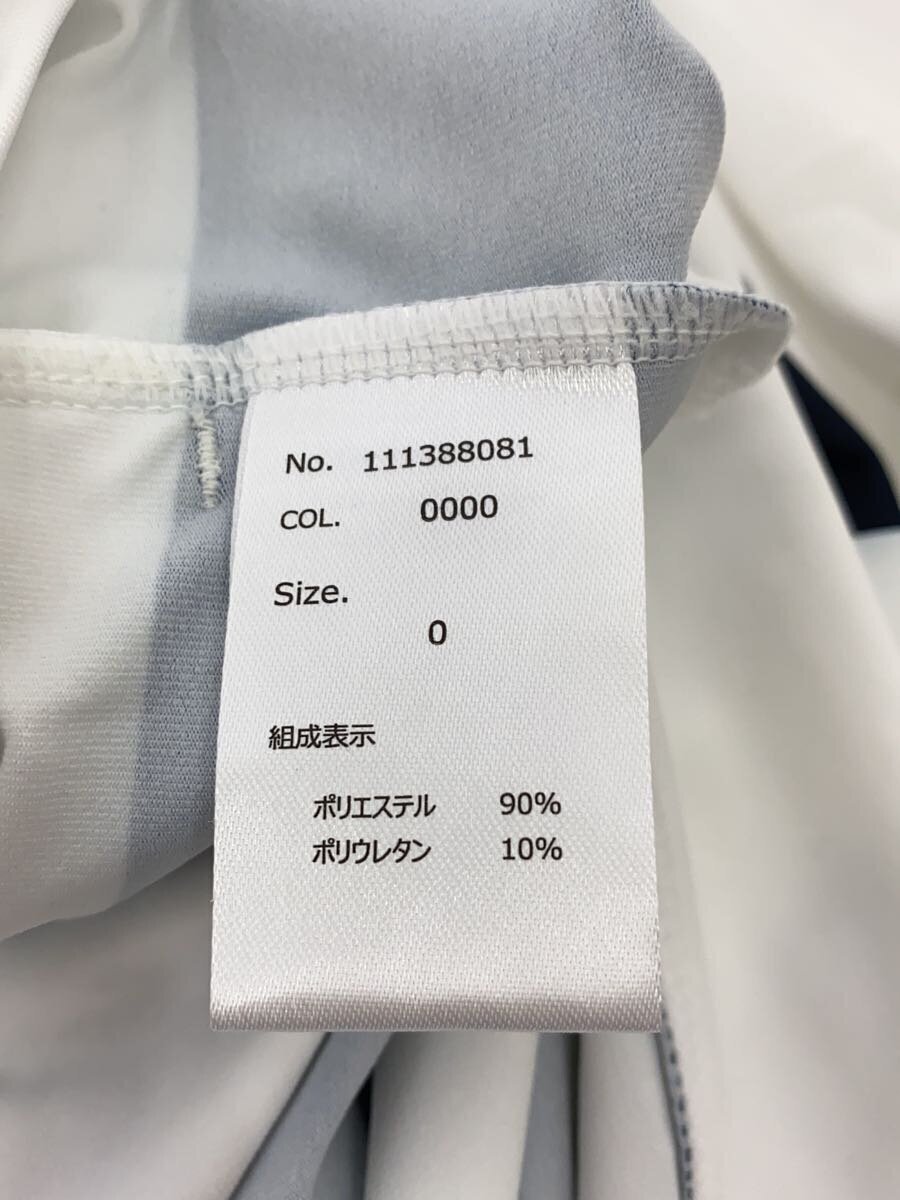 No. 111388081
COL. 0000
Size.
0
組成表示
ポリエステル 90%
ポリウレタン 10%